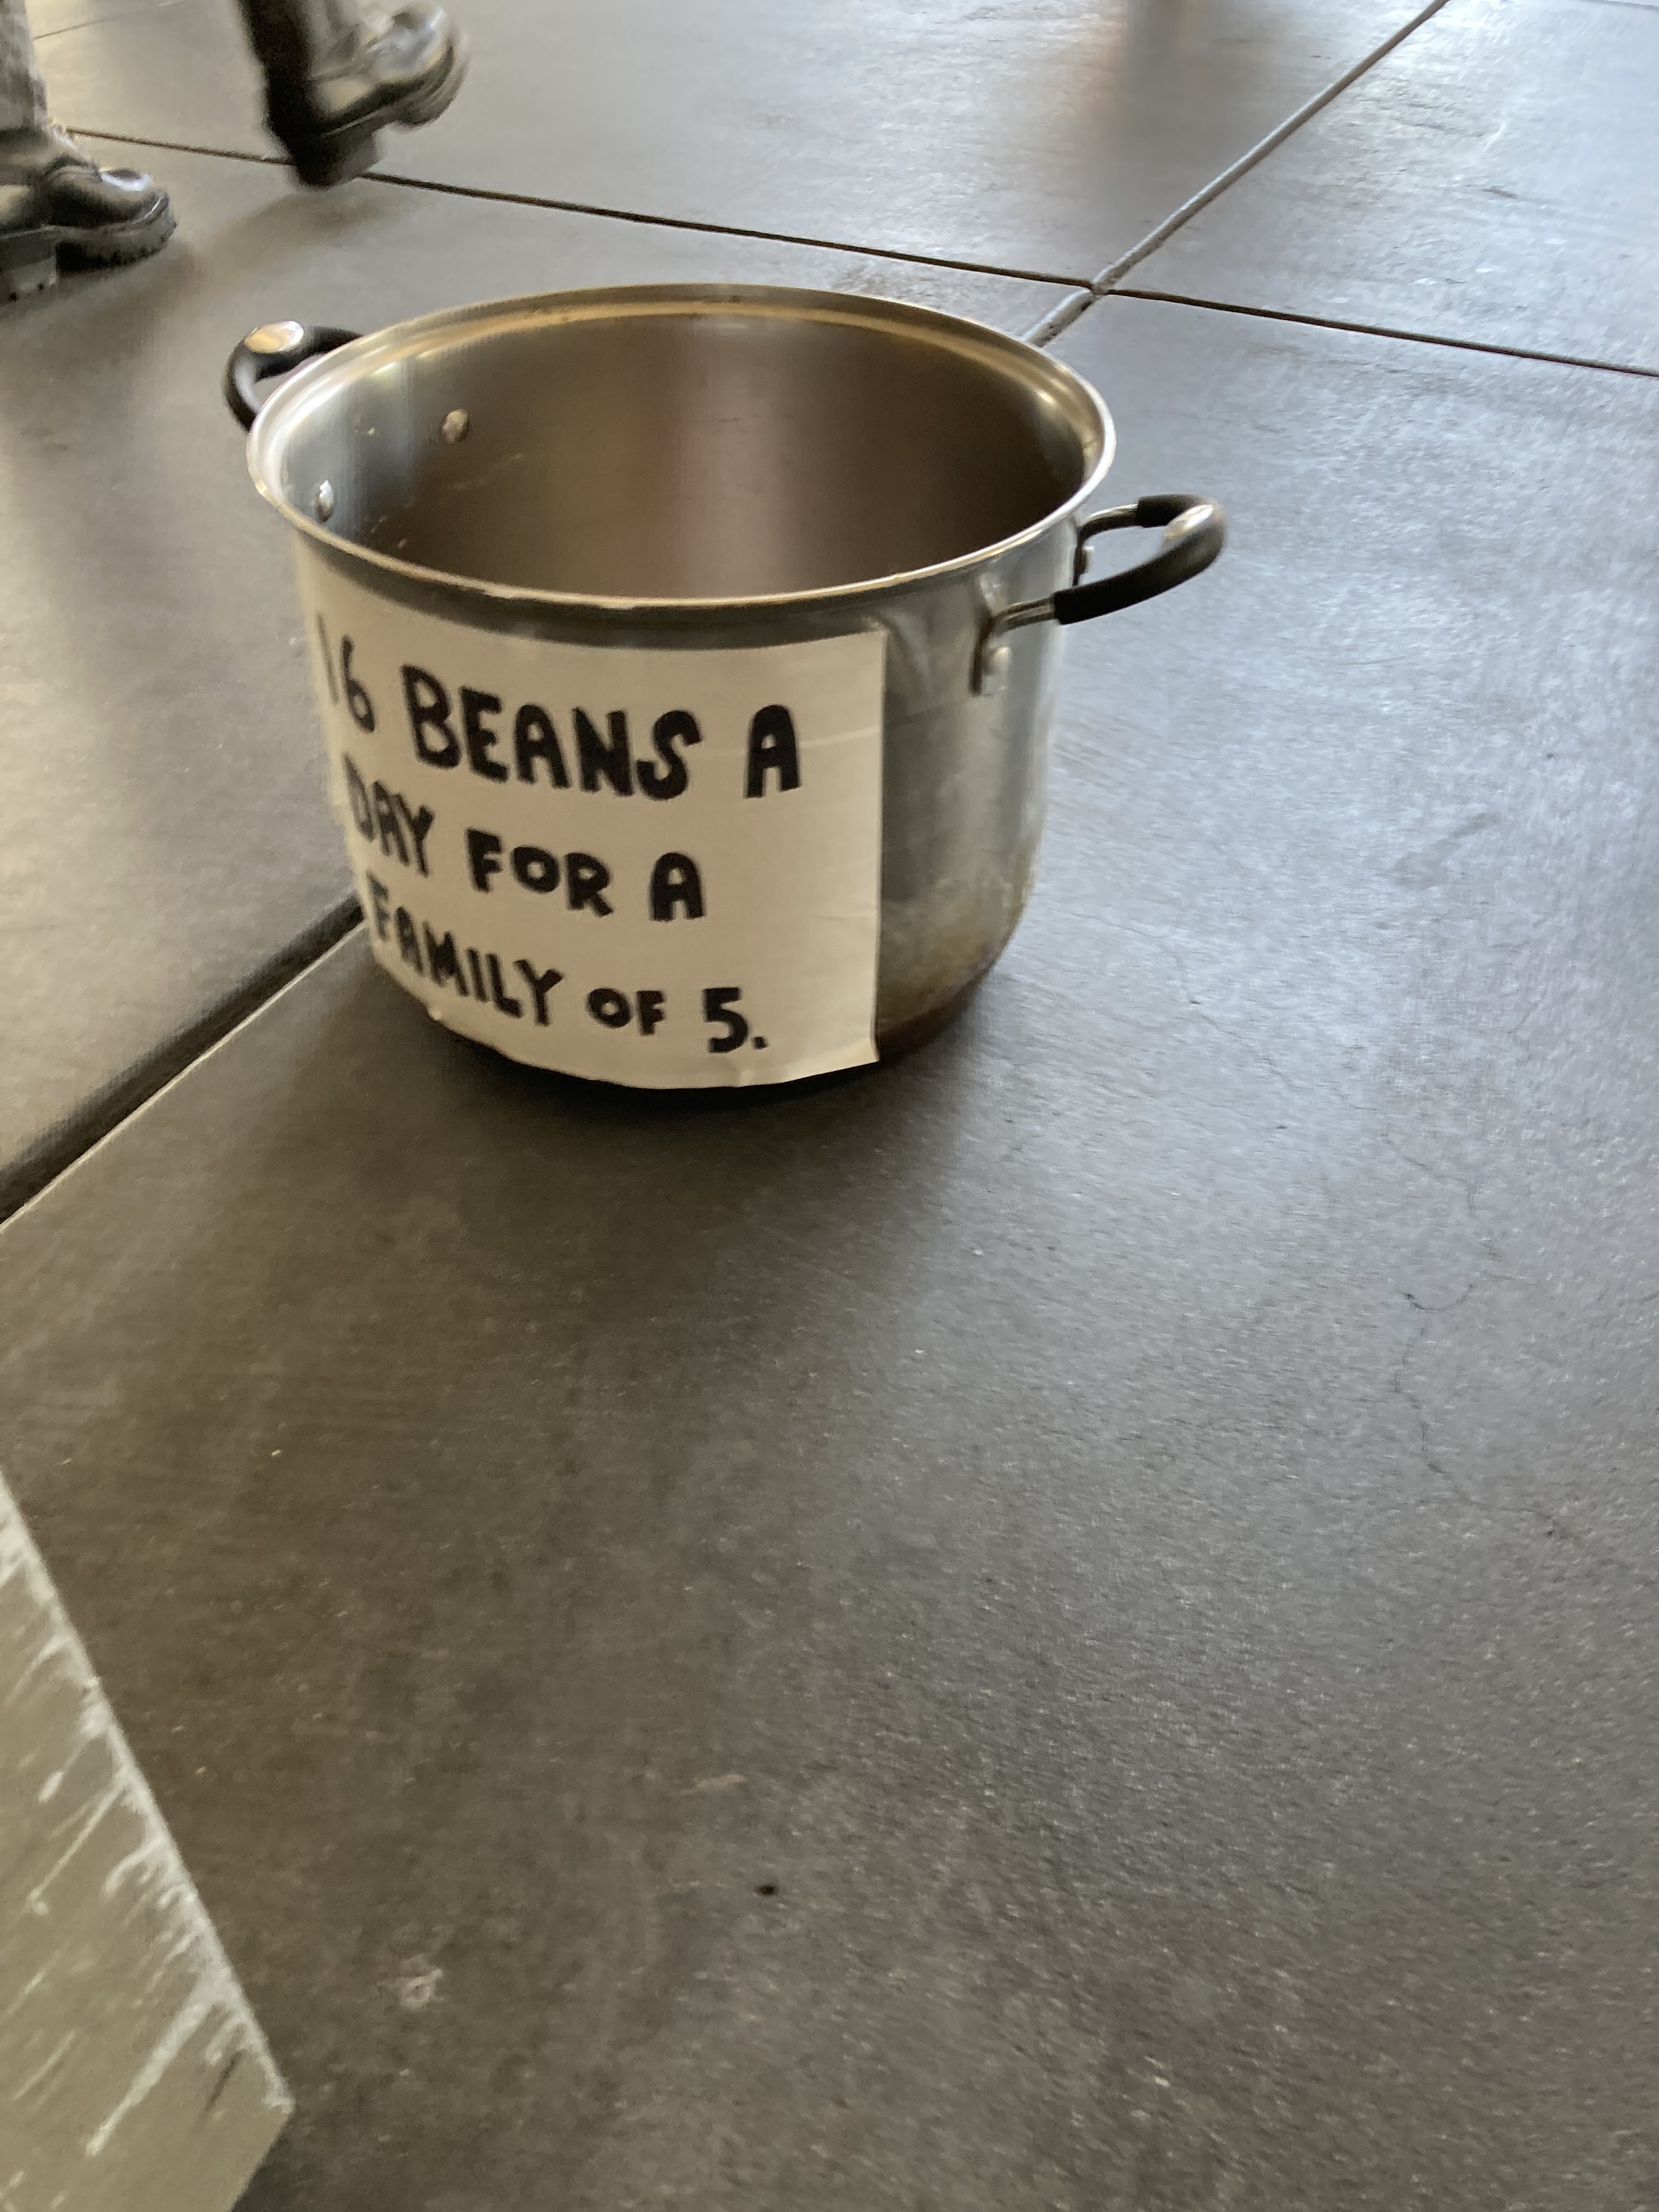 16 BEANS A
DAY FOR A
FAMILY OF 5.